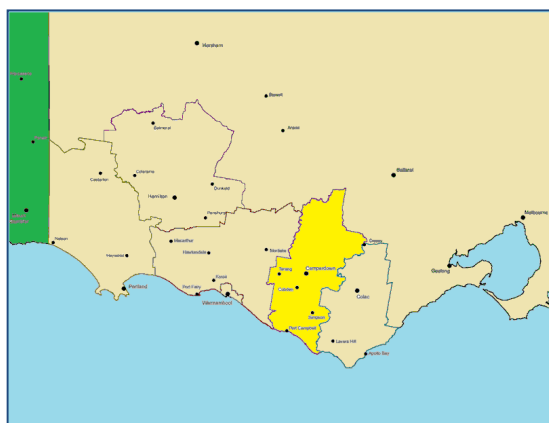 Horsham
Stawell
Ararat
Balmoral
Ballarat
Casterton
Coleraine
Dunkeld
Hamilton
Penshurst
Melbourne
Nelson
Macarthur
Hawkesdale
Mortlake
Heywood
Geelong
Terang
Camperdown
Koroit
Cobden
Portland
Port Fairy
Warrnambool
Colac
Simpson
Port Campbell
Lavers Hill
Apollo Bay